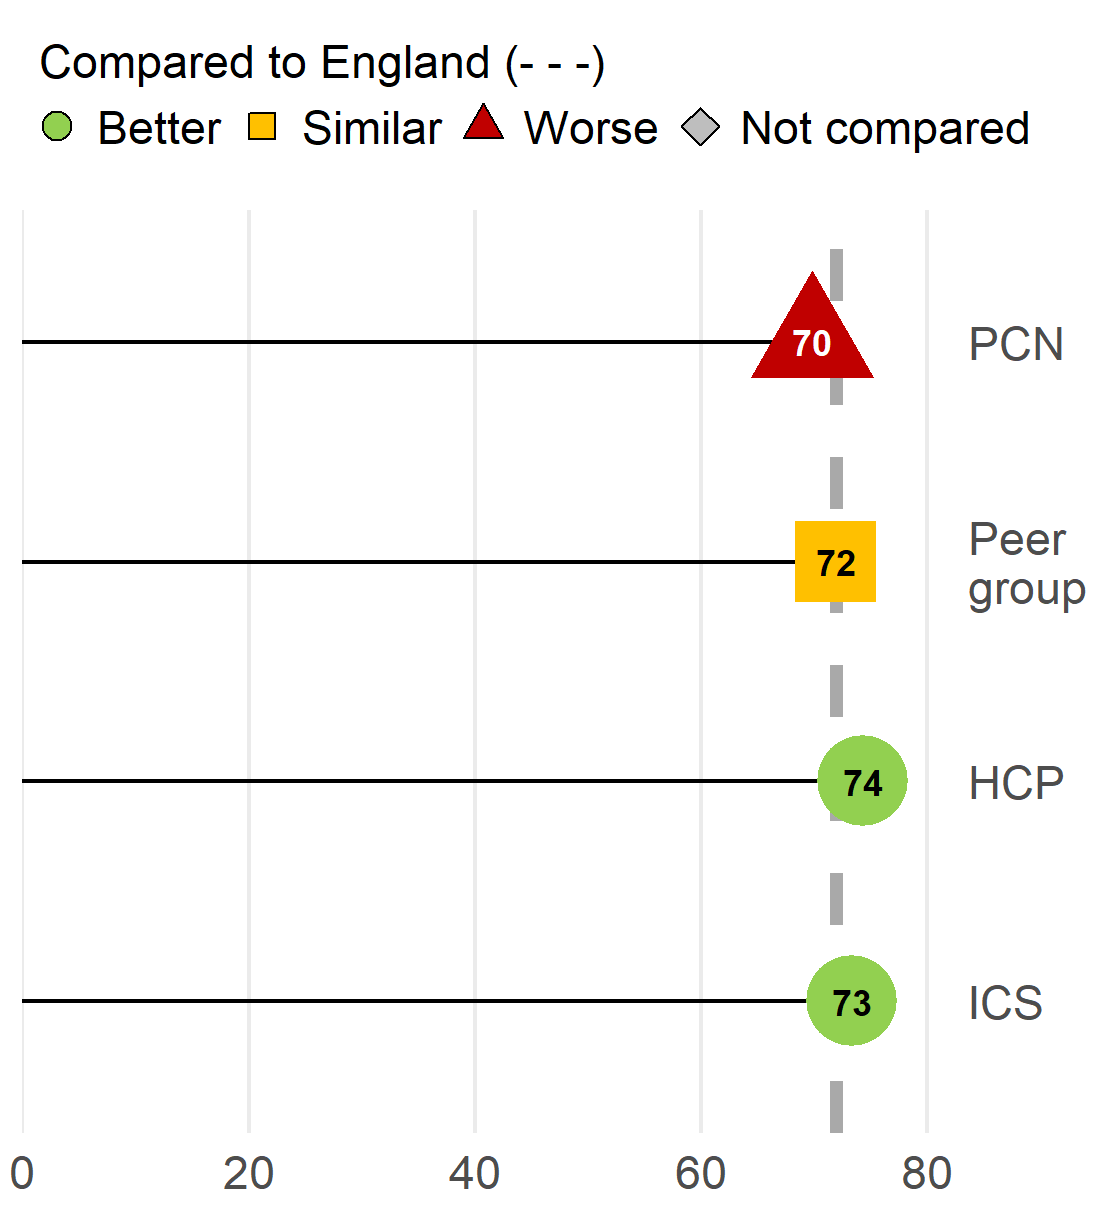 Compared to England (- - -)
Better Similar Worse Not compared
70 PCN
72 Peer
group
74 HCP
73 ICS
0 20 40 60 80